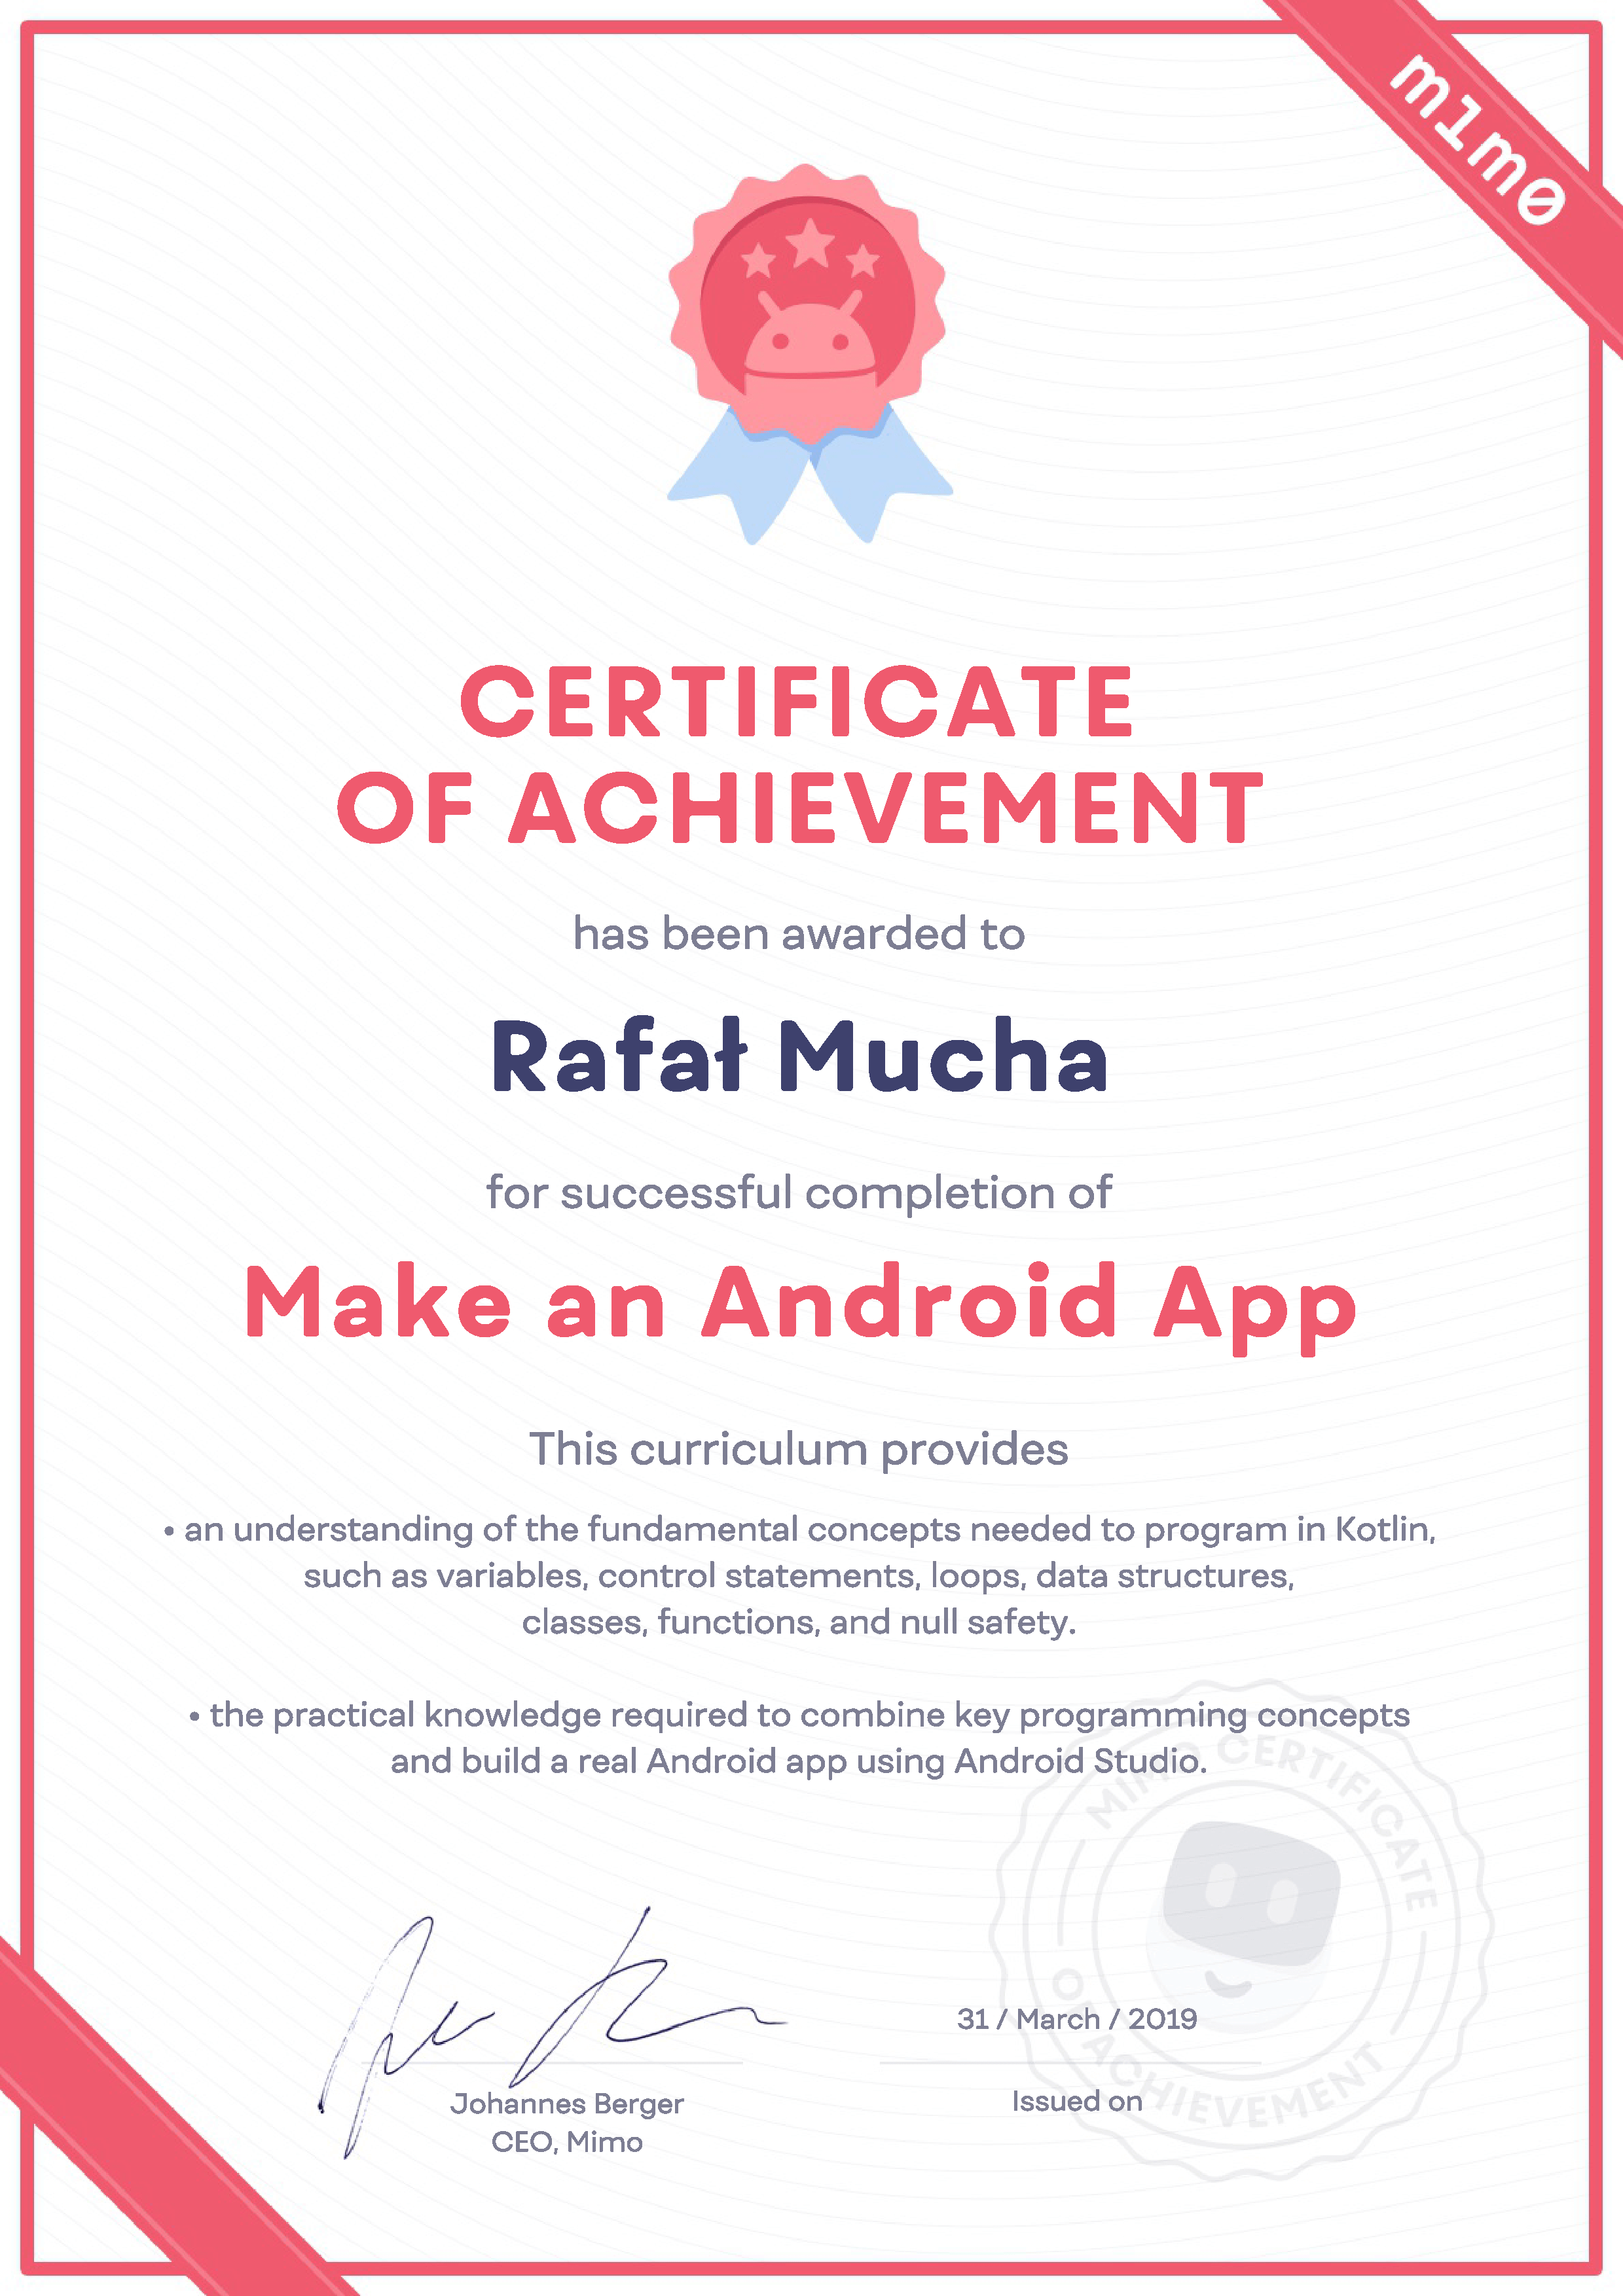 m1m0
CERTIFICATE
OF ACHIEVEMENT
has been awarded to
Rafał Mucha
for successful completion of
Make an Android App
This curriculum provides
• an understanding of the fundamental concepts needed to program in Kotlin,
such as variables, control statements, loops, data structures,
classes, functions, and null safety.
• the practical knowledge required to combine key programming concepts
and build a real Android app using Android Studio.
MIMO CERTIFICATE
OF ACHIEVEMENT
31 / March / 2019
Johannes Berger
CEO, Mimo
Issued on